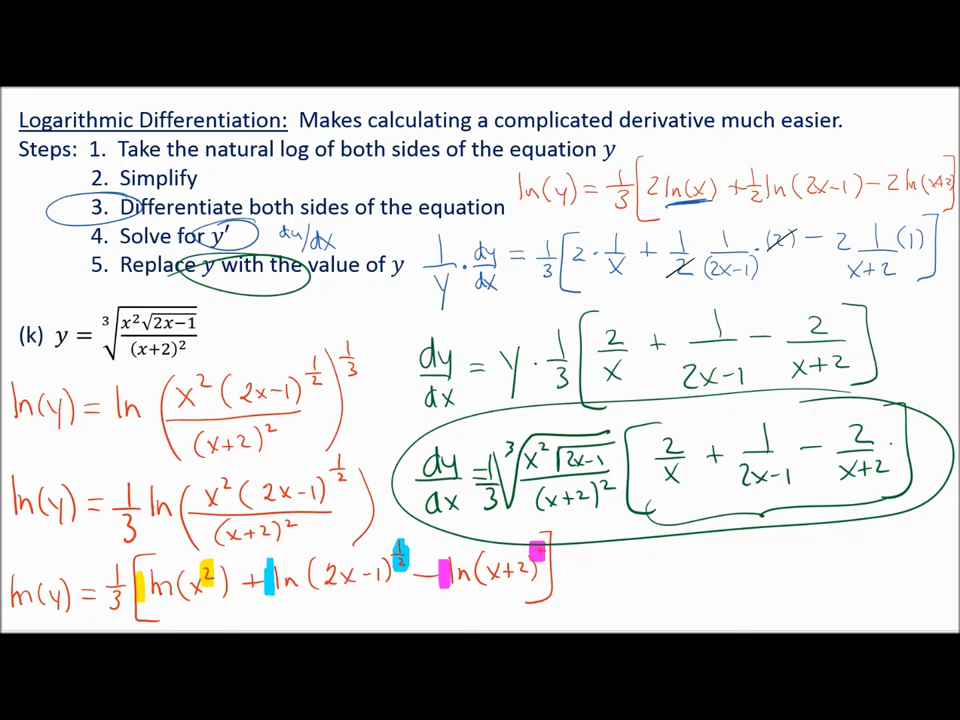 Logarithmic Differentiation: Makes calculating a complicated derivative much easier.
Steps: 1. Take the natural log of both sides of the equation y
2. Simplify
3. Differentiate both sides of the equation
4. Solve for y′ dy/dx
5. Replace y with the value of y
ln(y) = 1/3 [2 ln(x) + 1/2 ln(2x-1) - 2 ln(x+2)]
1/y · dy/dx = 1/3 [2 · 1/x + 1/2 · 1/(2x-1) · (2) - 2 1/(x+2) (1)]
(k) y = ∛(x²√(2x−1)/(x+2)²)
ln(y) = ln (x²(2x-1)^(1/2)/(x+2)²)^(1/3)
ln(y) = 1/3 ln(x²(2x-1)^(1/2)/(x+2)²)
ln(y) = 1/3 [ln(x²) + ln(2x-1)^(1/2) - ln(x+2)]
dy/dx = y · 1/3 [2/x + 1/(2x-1) - 2/(x+2)]
dy/dx = 1/3 ∛(x²√(2x-1)/(x+2)²) [2/x + 1/(2x-1) - 2/(x+2)]